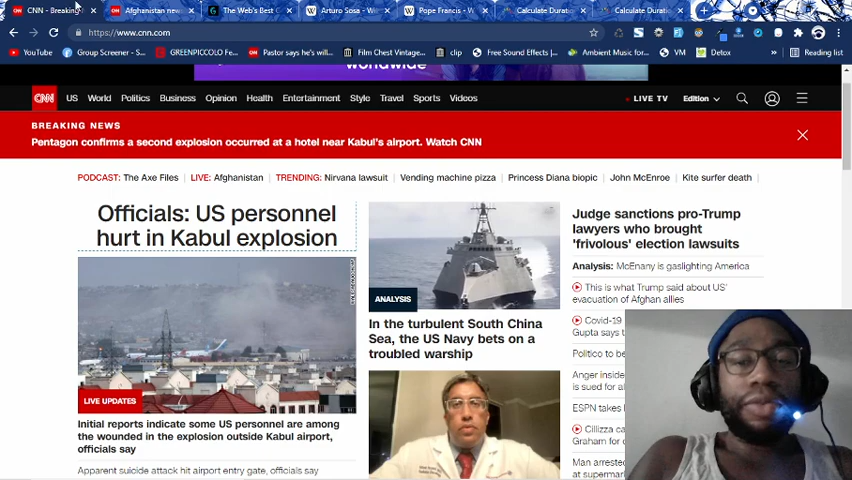 CNN - Breaking
Afghanistan new
The Web's Best C
Arturo Sosa - Wi
Pope Francis - W
Calculate Durati
Calculate Durati
https://www.cnn.com
YouTube
Group Screener - S
GREENPICCOLO Fe
Pastor says he's will
Film Chest Vintage
clip
Free Sound Effects
Ambient Music for
VM
Detox
Reading list
CNN
US World Politics Business Opinion Health Entertainment Style Travel Sports Videos
LIVE TV
Edition
BREAKING NEWS
Pentagon confirms a second explosion occurred at a hotel near Kabul's airport. Watch CNN
PODCAST: The Axe Files
LIVE: Afghanistan
TRENDING: Nirvana lawsuit
Vending machine pizza
Princess Diana biopic
John McEnroe
Kite surfer death
Officials: US personnel
hurt in Kabul explosion
LIVE UPDATES
Initial reports indicate some US personnel are among
the wounded in the explosion outside Kabul airport,
officials say
Apparent suicide attack hit airport entry gate, officials say
ANALYSIS
In the turbulent South China
Sea, the US Navy bets on a
troubled warship
Judge sanctions pro-Trump
lawyers who brought
'frivolous' election lawsuits
Analysis: McEnany is gaslighting America
This is what Trump said about US'
evacuation of Afghan allies
Covid-19
Gupta says t
Politico to be
Anger inside
is sued for al
ESPN takes
Cillizza ca
Graham for
Man arrested
at supermark